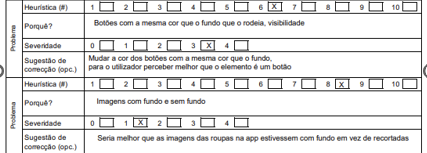 Problema
Heurística (#) 1 2 3 4 5 6 X 7 8 9 10
Porquê? Botões com a mesma cor que o fundo que o rodeia, visibilidade
Severidade 0 1 2 3 X 4
Sugestão de correcção (opc.) Mudar a cor dos botões com a mesma cor que o fundo,
para o utilizador perceber melhor que o elemento é um botão
Problema
Heurística (#) 1 2 3 4 5 6 7 8 X 9 10
Porquê? Imagens com fundo e sem fundo
Severidade 0 1 X 2 3 4
Sugestão de correcção (opc.) Seria melhor que as imagens das roupas na app estivessem com fundo em vez de recortadas